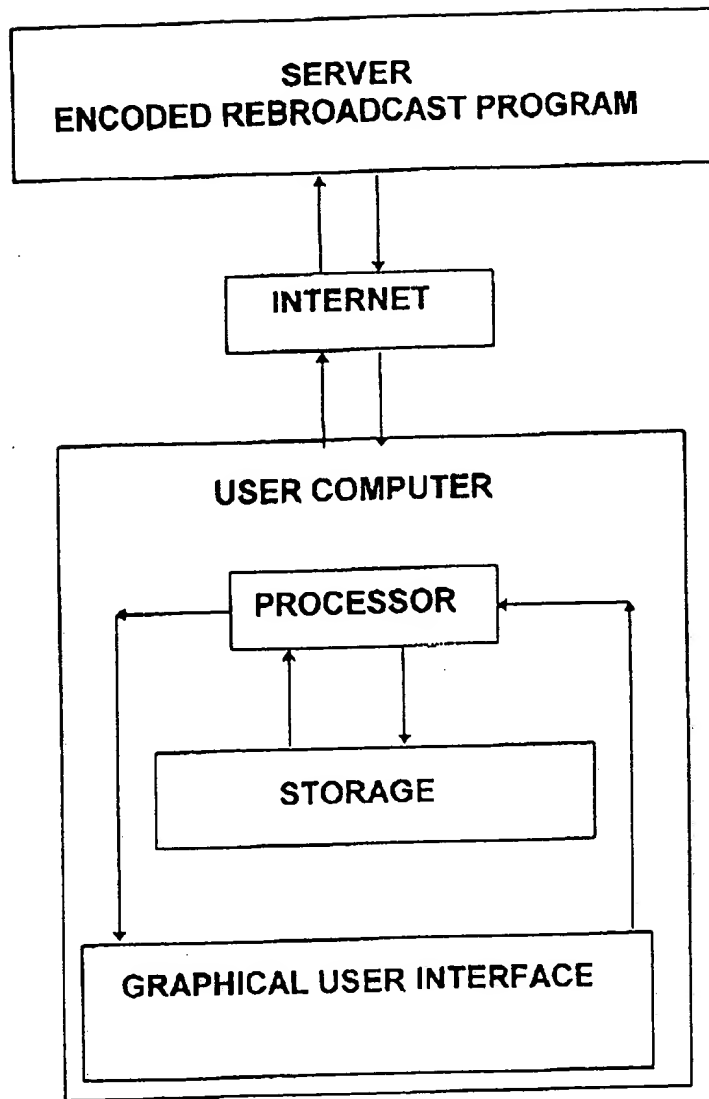 SERVER
ENCODED REBROADCAST PROGRAM
INTERNET
USER COMPUTER
PROCESSOR
STORAGE
GRAPHICAL USER INTERFACE